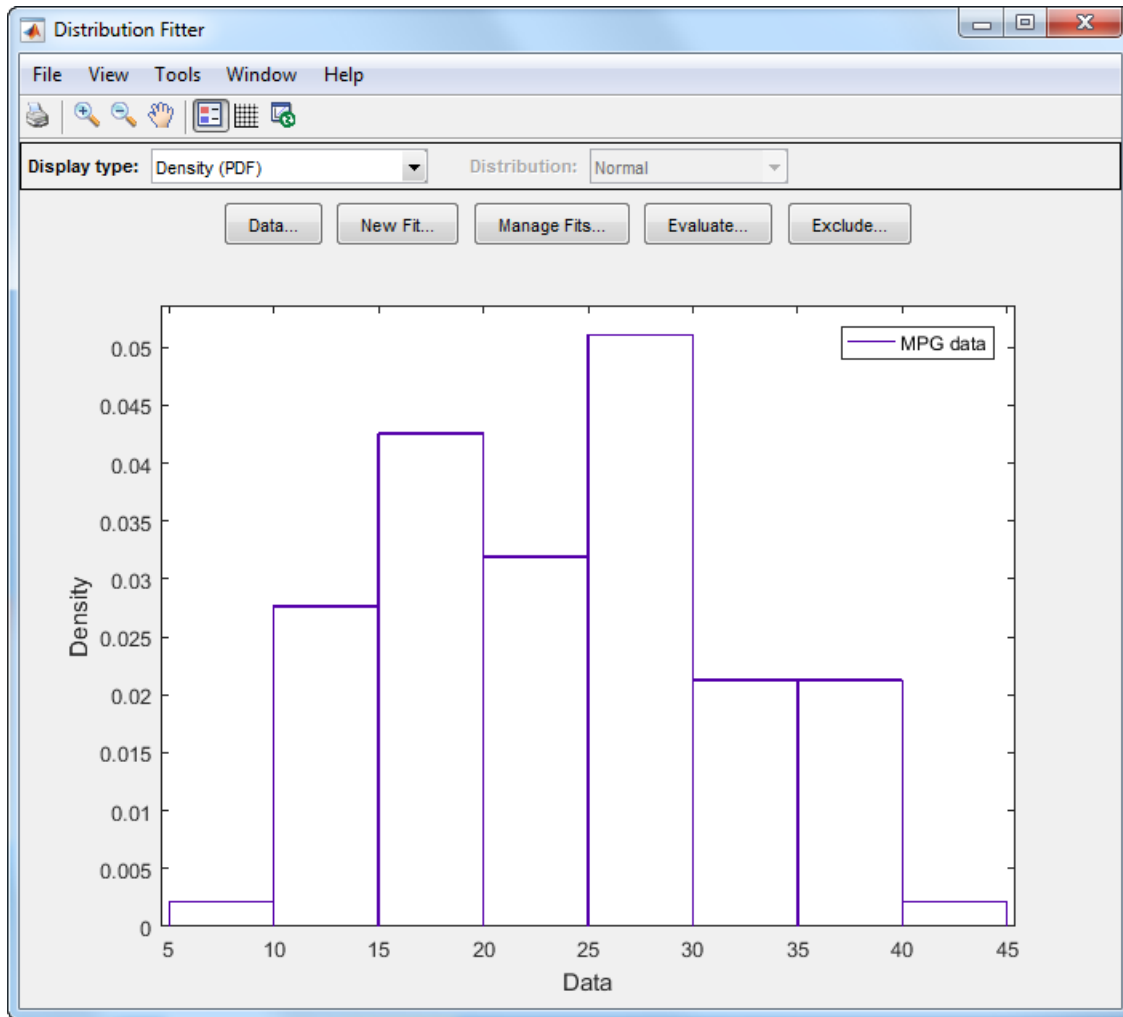 Distribution Fitter
File View Tools Window Help
Display type: Density (PDF) Distribution: Normal
Data... New Fit... Manage Fits... Evaluate... Exclude...
MPG data
0.05
0.045
0.04
0.035
0.03
0.025
0.02
0.015
0.01
0.005
0
Density
5 10 15 20 25 30 35 40 45
Data